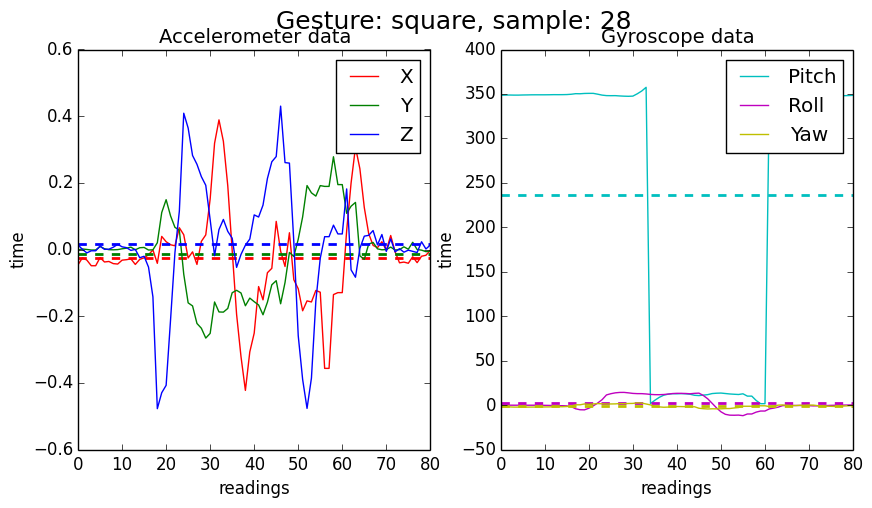 Gesture: square, sample: 28
Accelerometer data
0.6
0.4
0.2
0.0
−0.2
−0.4
−0.6
time
0 10 20 30 40 50 60 70 80
readings
X
Y
Z
Gyroscope data
400
350
300
250
200
150
100
50
0
−50
time
0 10 20 30 40 50 60 70 80
readings
Pitch
Roll
Yaw